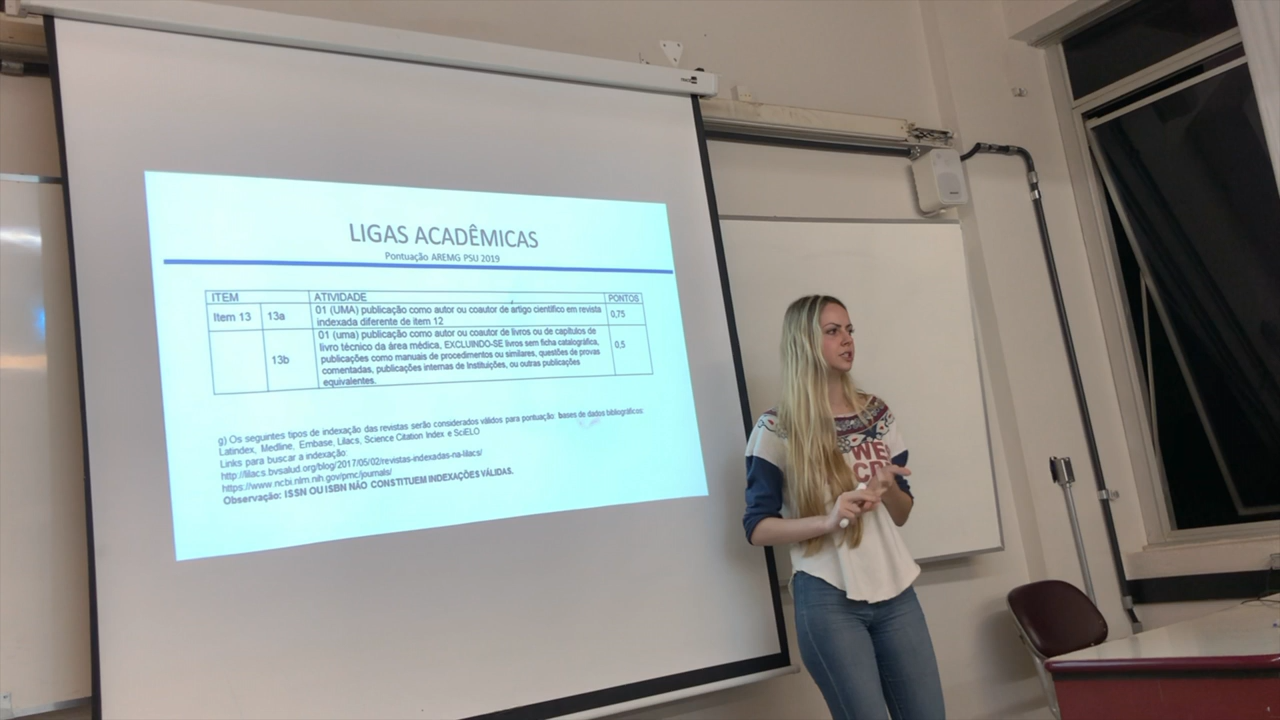 LIGAS ACADÊMICAS
Pontuação AREMG PSU 2019
ITEM ATIVIDADE PONTOS
Item 13 13a 01 (UMA) publicação como autor ou coautor de artigo científico em revista
indexada diferente de item 12 0,75
13b 01 (uma) publicação como autor ou coautor de livros ou de capítulos de
livro técnico da área médica, EXCLUINDO-SE livros sem ficha catalográfica,
publicações como manuais de procedimentos ou similares, questões de provas
comentadas, publicações internas de Instituições, ou outras publicações
equivalentes. 0,5
g) Os seguintes tipos de indexação das revistas serão considerados válidos para pontuação: bases de dados bibliográficos:
Latindex, Medline, Embase, Lilacs, Science Citation Index e SciELO
Links para buscar a indexação:
http://lilacs.bvsalud.org/blog/2017/05/02/revistas-indexadas-na-lilacs/
https://www.ncbi.nlm.nih.gov/pmc/journals/
Observação: ISSN OU ISBN NÃO CONSTITUEM INDEXAÇÕES VÁLIDAS.